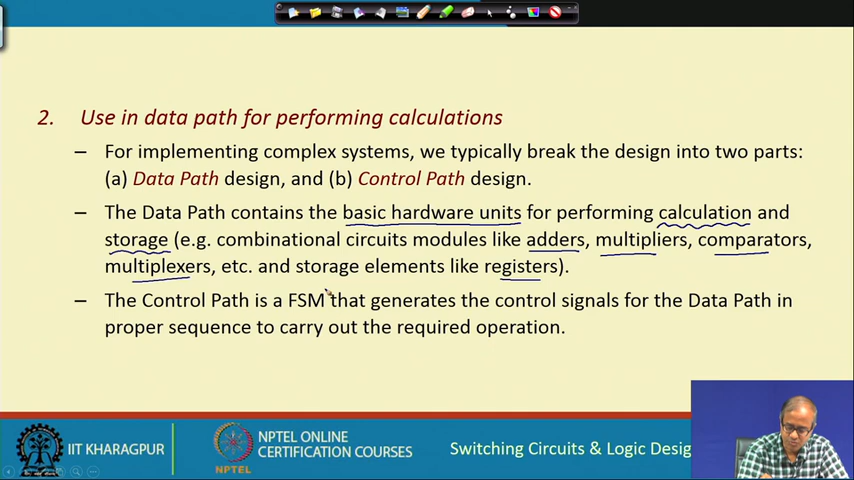 2. Use in data path for performing calculations
– For implementing complex systems, we typically break the design into two parts:
(a) Data Path design, and (b) Control Path design.
– The Data Path contains the basic hardware units for performing calculation and
storage (e.g. combinational circuits modules like adders, multipliers, comparators,
multiplexers, etc. and storage elements like registers).
– The Control Path is a FSM that generates the control signals for the Data Path in
proper sequence to carry out the required operation.
IIT KHARAGPUR
NPTEL ONLINE
CERTIFICATION COURSES
NPTEL
Switching Circuits & Logic Desig